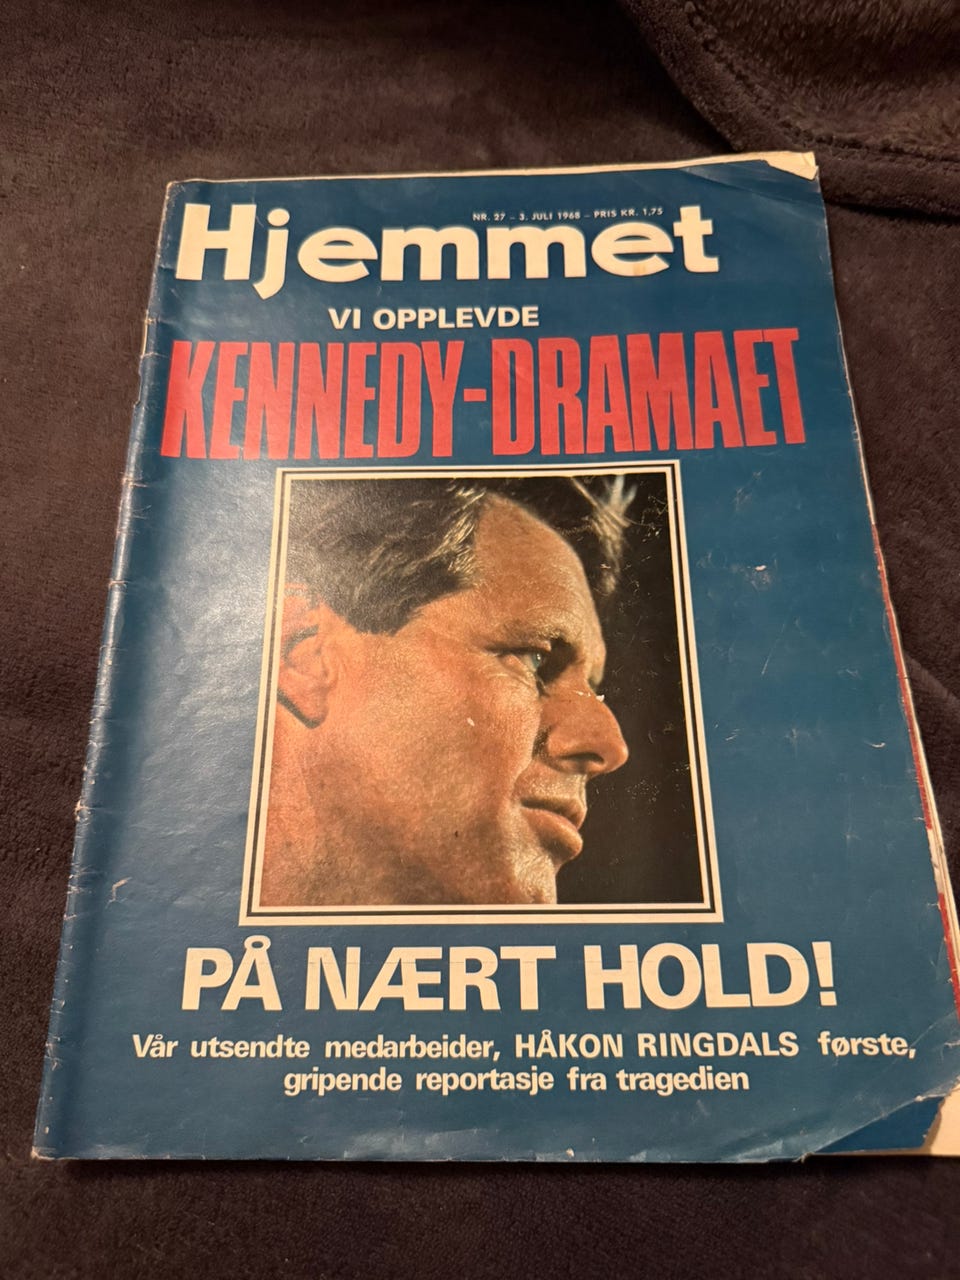 NR. 27 – 3. JULI 1968 – PRIS KR. 1,75
Hjemmet
VI OPPLEVDE
KENNEDY-DRAMAET
PÅ NÆRT HOLD!
Vår utsendte medarbeider, HÅKON RINGDALS første,
gripende reportasje fra tragedien